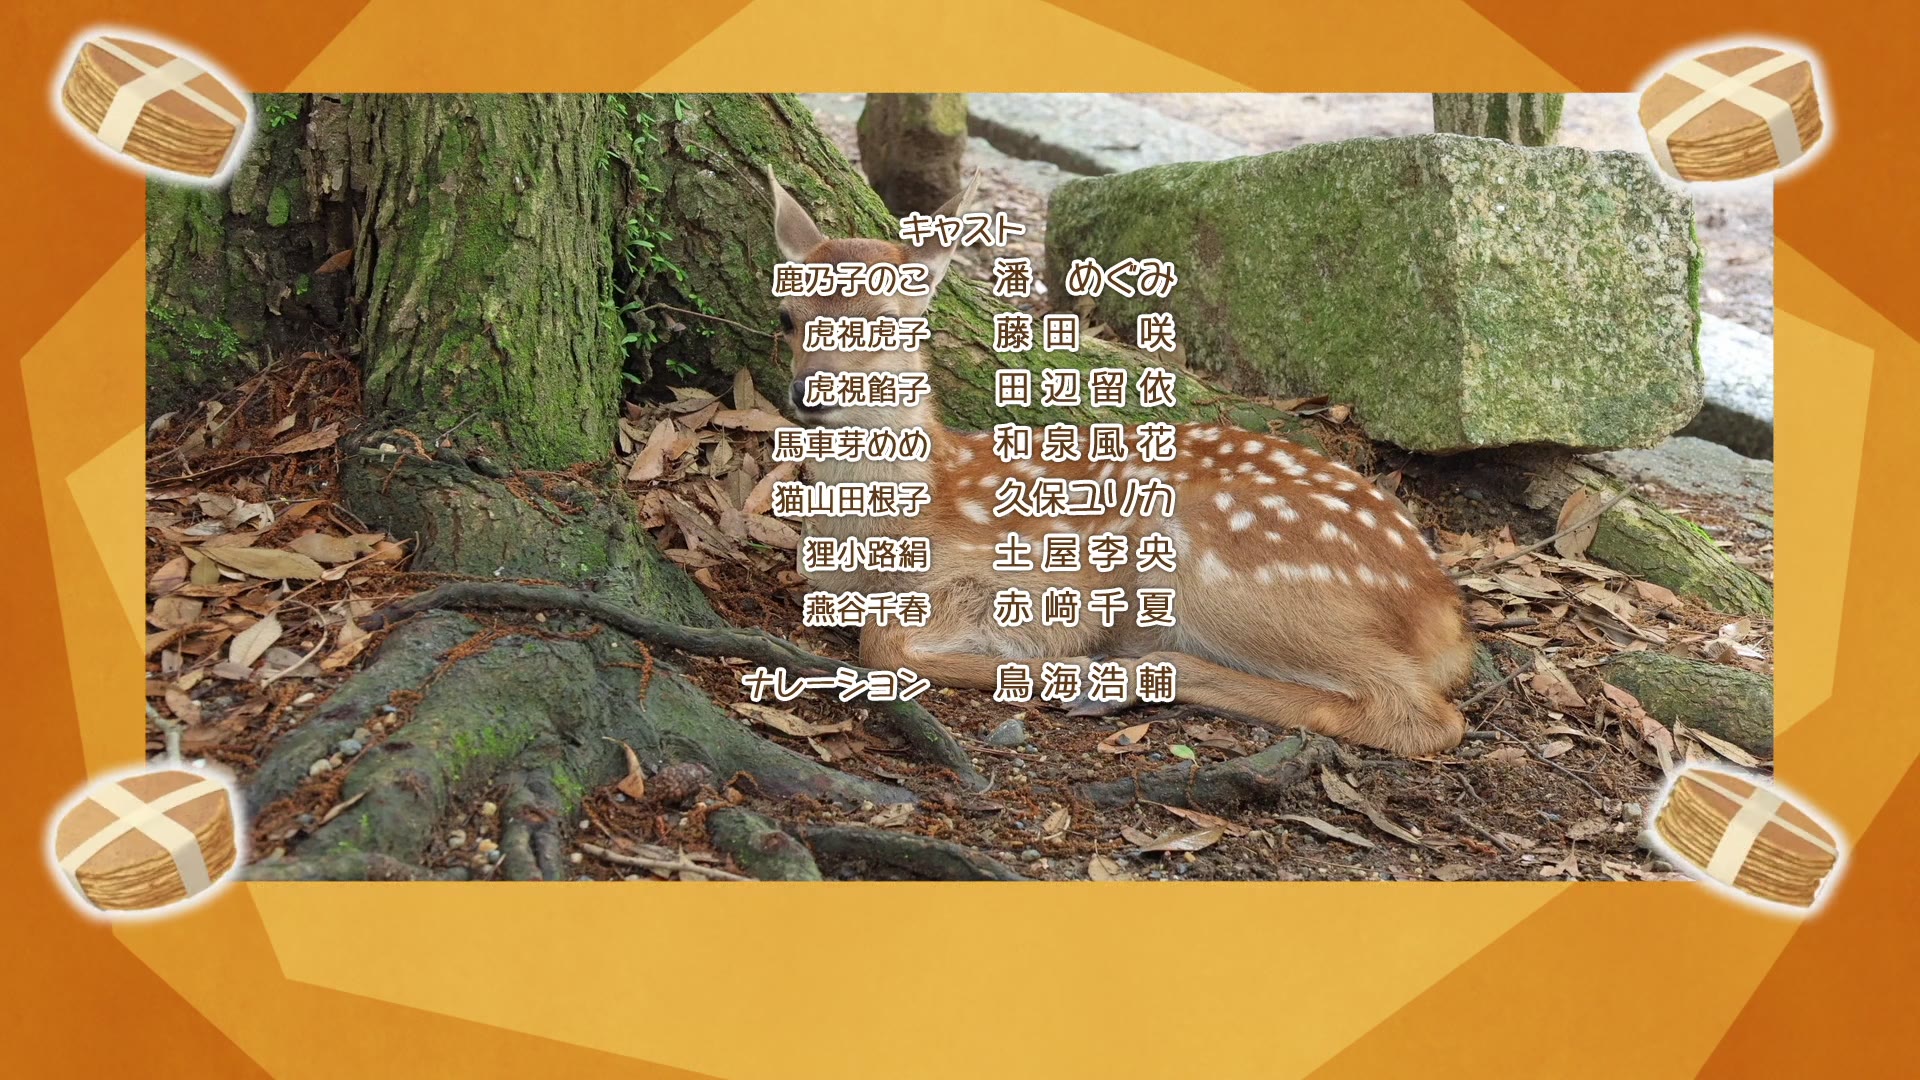 キャスト
鹿乃子のこ 潘 めぐみ
虎視虎子 藤田 咲
虎視餡子 田辺留依
馬車芽めめ 和泉風花
猫山田根子 久保ユリカ
狸小路絹 土屋李央
燕谷千春 赤﨑千夏
ナレーション 鳥海浩輔